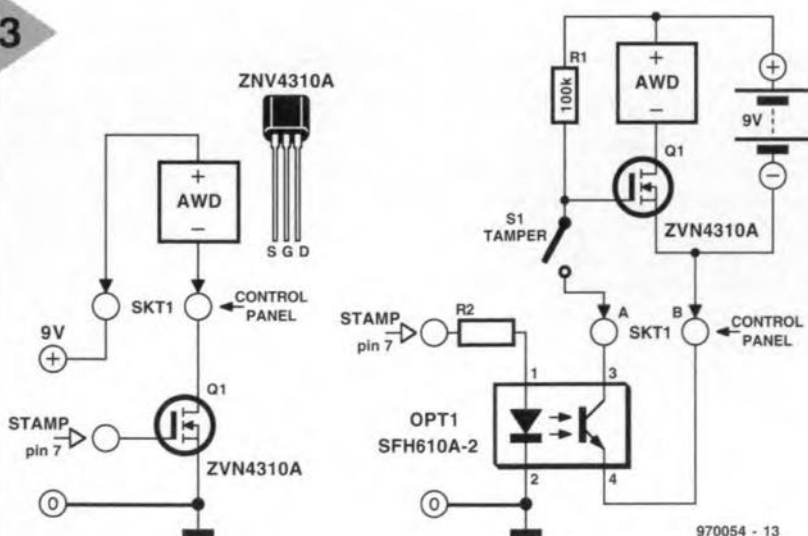 3
ZNV4310A
+
AWD
−
S G D
SKT1
CONTROL
PANEL
9V
+
Q1
STAMP
pin 7
ZVN4310A
0
R1
100k
+
AWD
−
+
9V
−
Q1
ZVN4310A
S1
TAMPER
A
B
SKT1
CONTROL
PANEL
STAMP
pin 7
R2
1
3
OPT1
SFH610A-2
2
4
0
970054 - 13